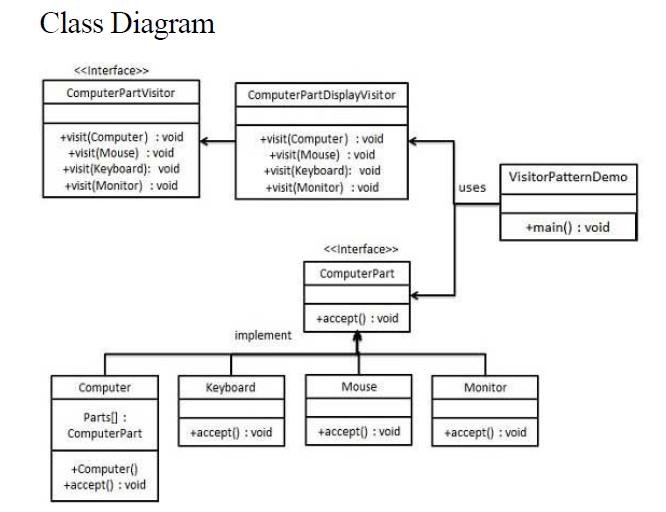 Class Diagram
<<Interface>>
ComputerPartVisitor
+visit(Computer) : void
+visit(Mouse) : void
+visit(Keyboard): void
+visit(Monitor) : void
ComputerPartDisplayVisitor
+visit(Computer) : void
+visit(Mouse) : void
+visit(Keyboard): void
+visit(Monitor) : void
uses
VisitorPatternDemo
+main() : void
<<Interface>>
ComputerPart
+accept() : void
implement
Computer
Parts[] :
ComputerPart
+Computer()
+accept() : void
Keyboard
+accept() : void
Mouse
+accept() : void
Monitor
+accept() : void